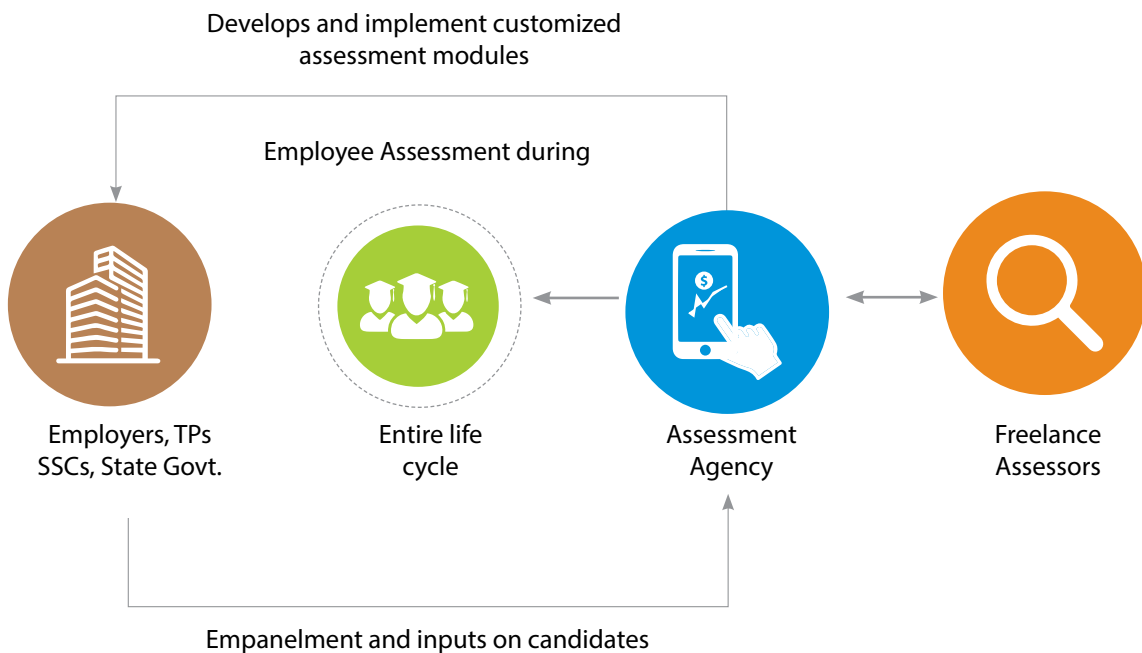 Develops and implement customized
assessment modules
Employee Assessment during
Employers, TPs
SSCs, State Govt.
Entire life
cycle
$
Assessment
Agency
Freelance
Assessors
Empanelment and inputs on candidates